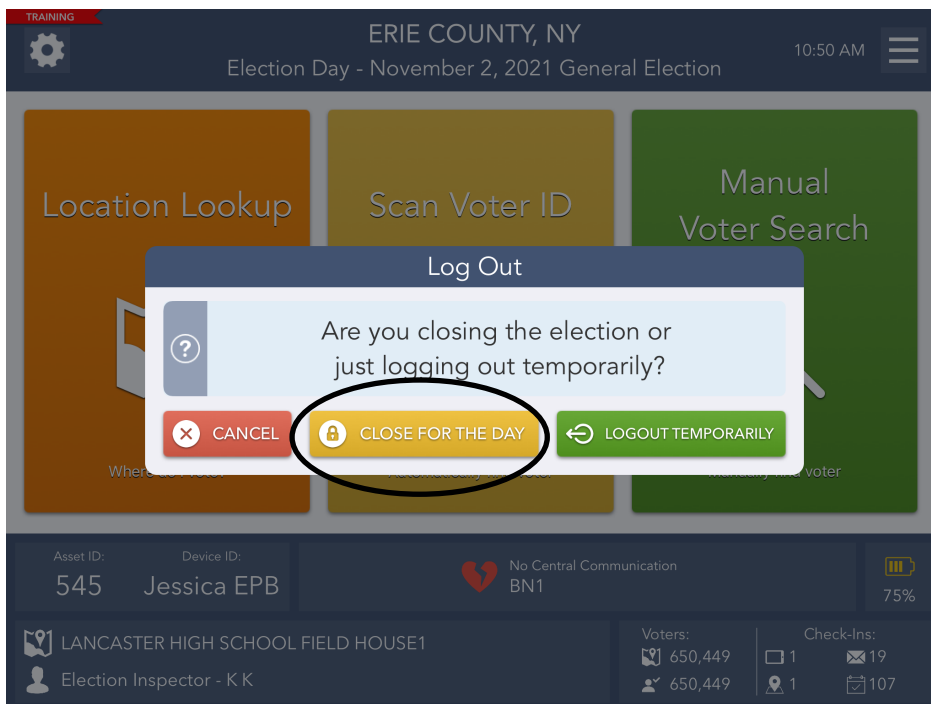 TRAINING
ERIE COUNTY, NY
Election Day - November 2, 2021 General Election
10:50 AM
Location Lookup
Scan Voter ID
Manual
Voter Search
Log Out
?
Are you closing the election or
just logging out temporarily?
CANCEL
CLOSE FOR THE DAY
LOGOUT TEMPORARILY
voter
Asset ID:
545
Device ID:
Jessica EPB
No Central Communication
BN1
75%
LANCASTER HIGH SCHOOL FIELD HOUSE1
Election Inspector - K K
Voters:
650,449
650,449
Check-Ins:
1
19
1
107